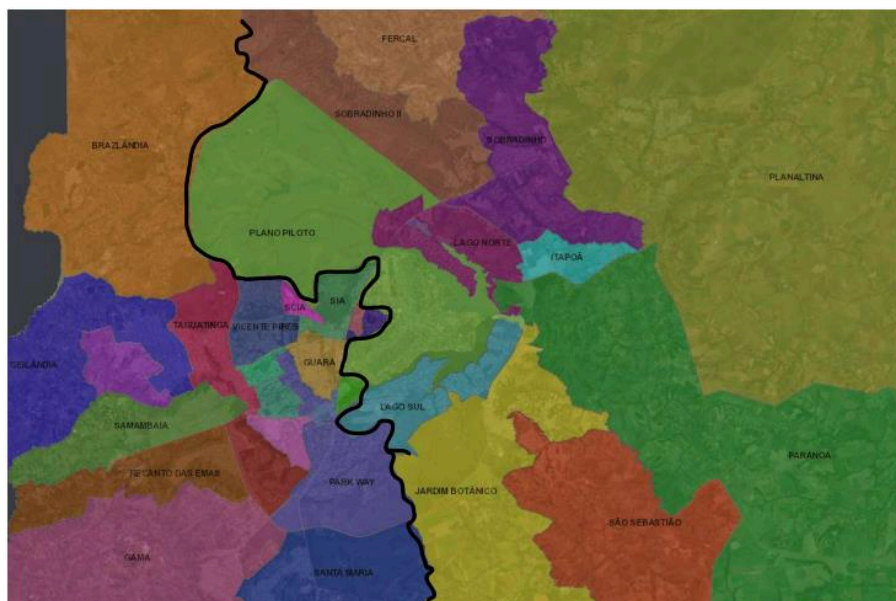 FERCAL
SOBRADINHO II
BRAZLÂNDIA
SOBRADINHO
PLANALTINA
PLANO PILOTO
LAGO NORTE
ITAPOÃ
SCIA
SIA
TAGUATINGA
VICENTE PIRES
CEILÂNDIA
GUARÁ
LAGO SUL
SAMAMBAIA
PARANOÁ
RECANTO DAS EMAS
PARK WAY
JARDIM BOTÂNICO
SÃO SEBASTIÃO
GAMA
SANTA MARIA